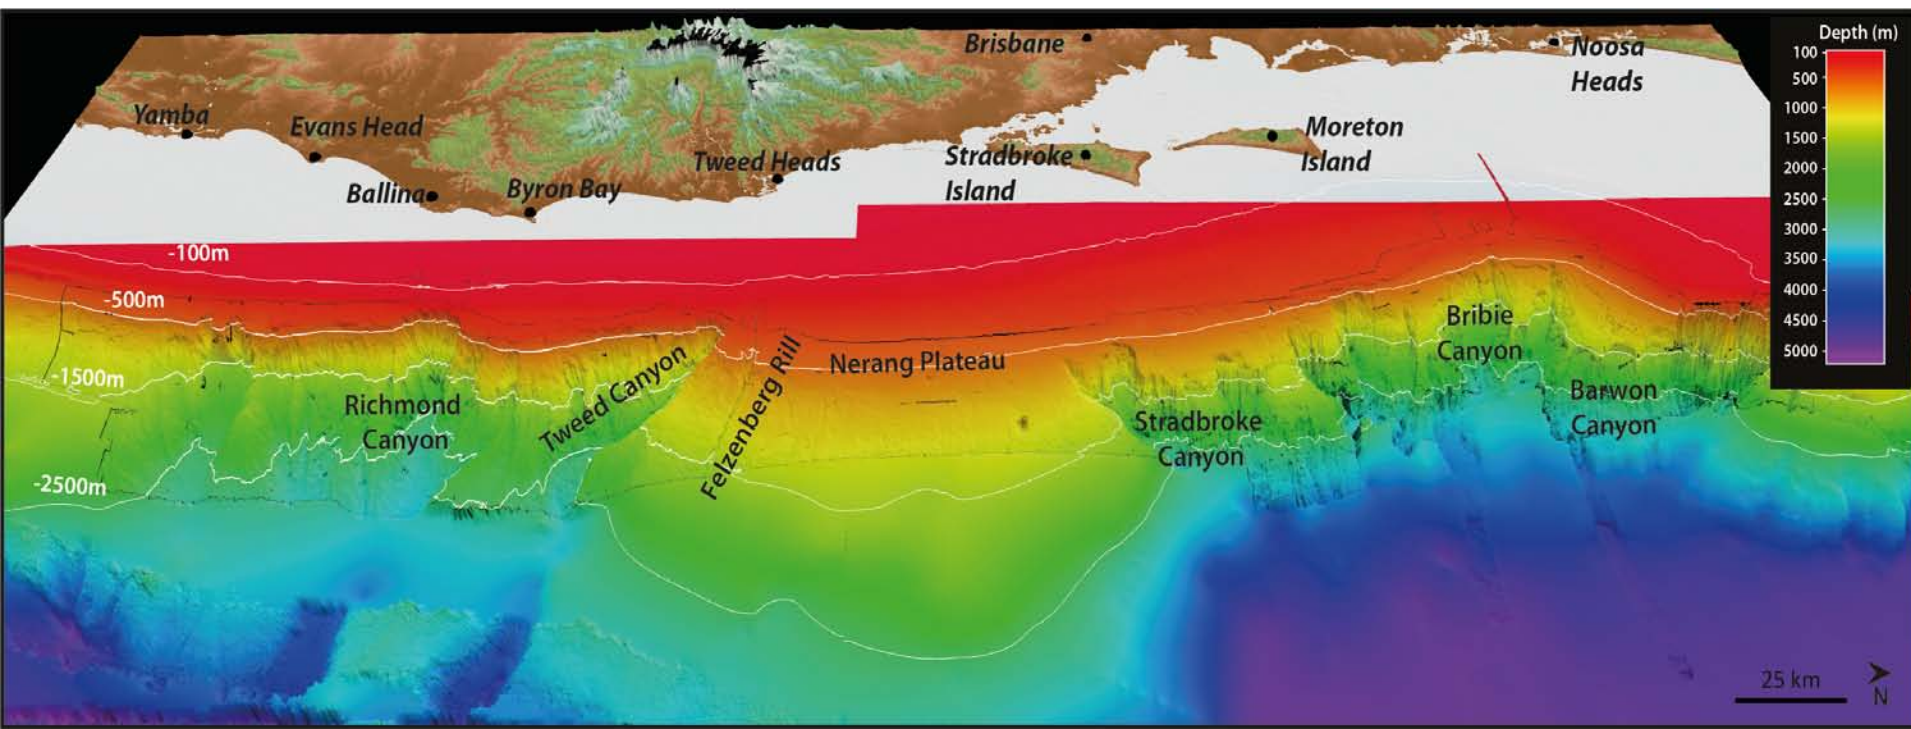 Depth (m)
100
500
1000
1500
2000
2500
3000
3500
4000
4500
5000
Brisbane
Noosa
Heads
Yamba
Evans Head
Moreton
Island
Tweed Heads
Stradbroke
Island
Ballina
Byron Bay
-100m
-500m
-1500m
-2500m
Richmond
Canyon
Tweed Canyon
Felzenberg Rill
Nerang Plateau
Stradbroke
Canyon
Bribie
Canyon
Barwon
Canyon
25 km
N